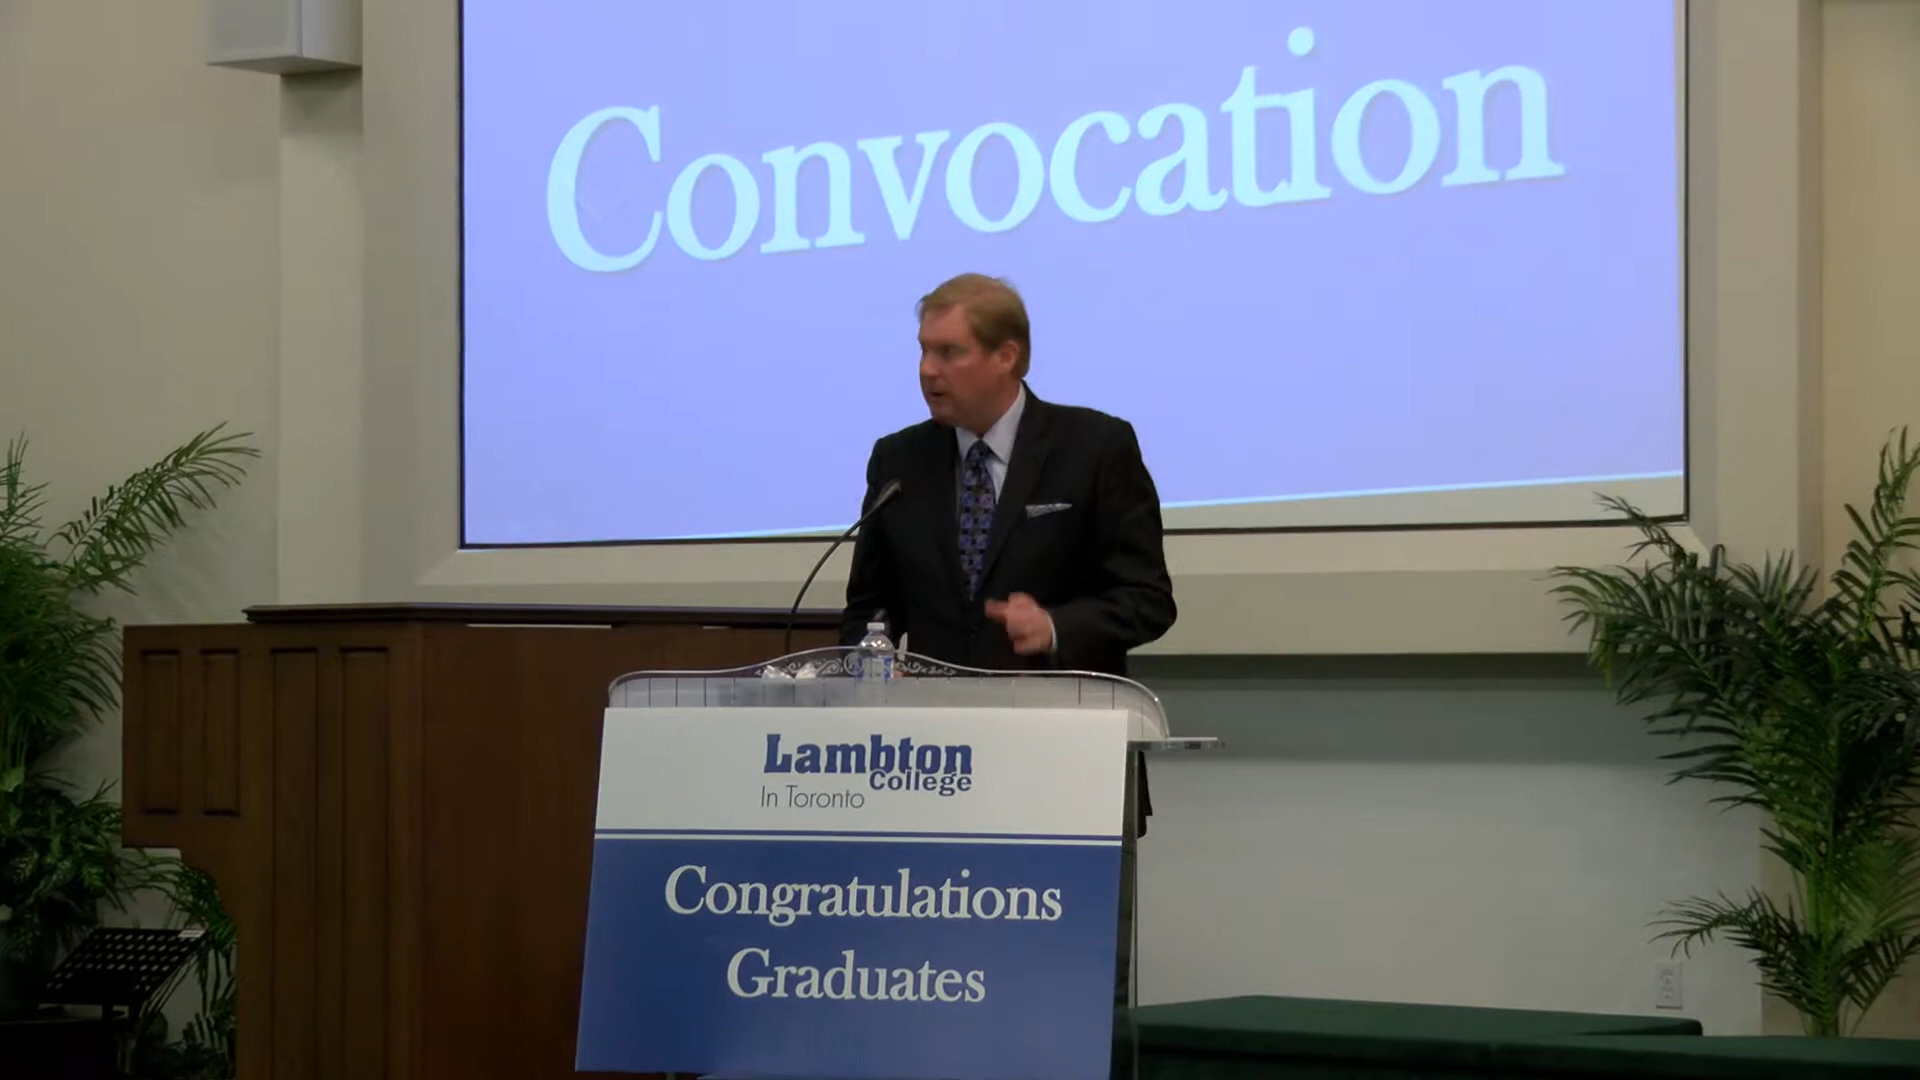 Convocation
Lambton
College
In Toronto
Congratulations
Graduates